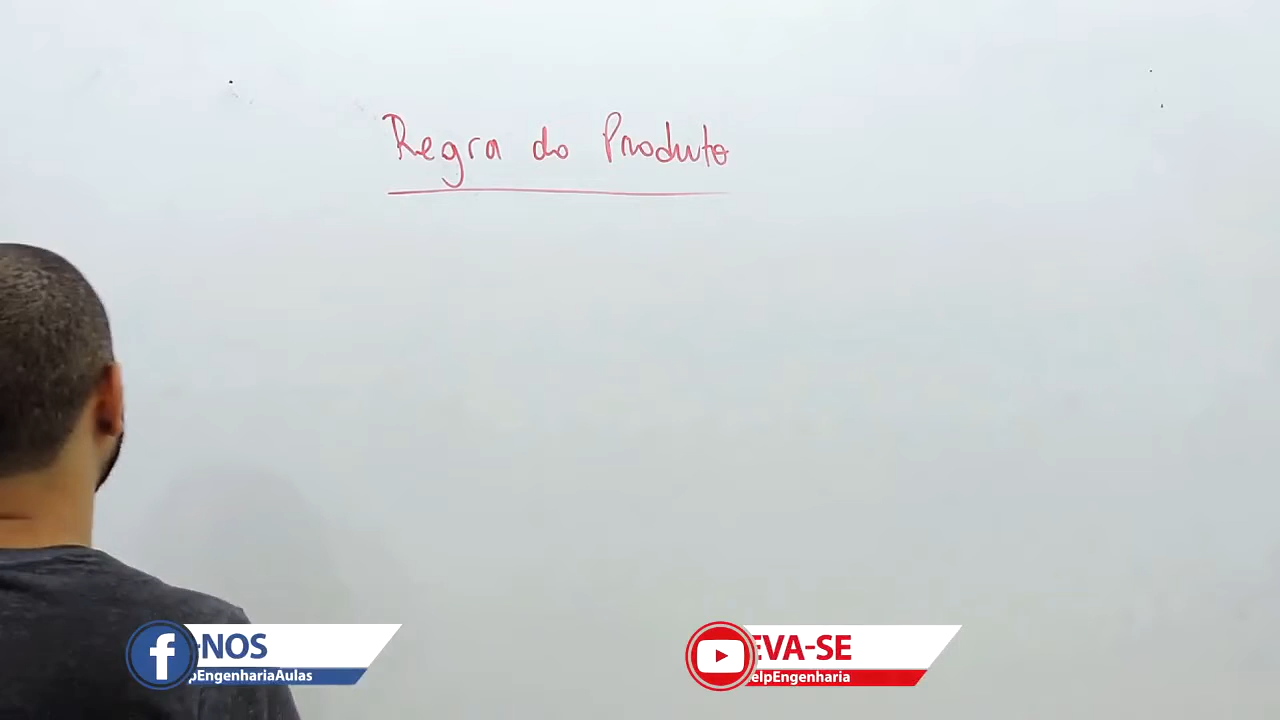 Regra do Produto
-NOS
pEngenhariaAulas
EVA-SE
elpEngenharia